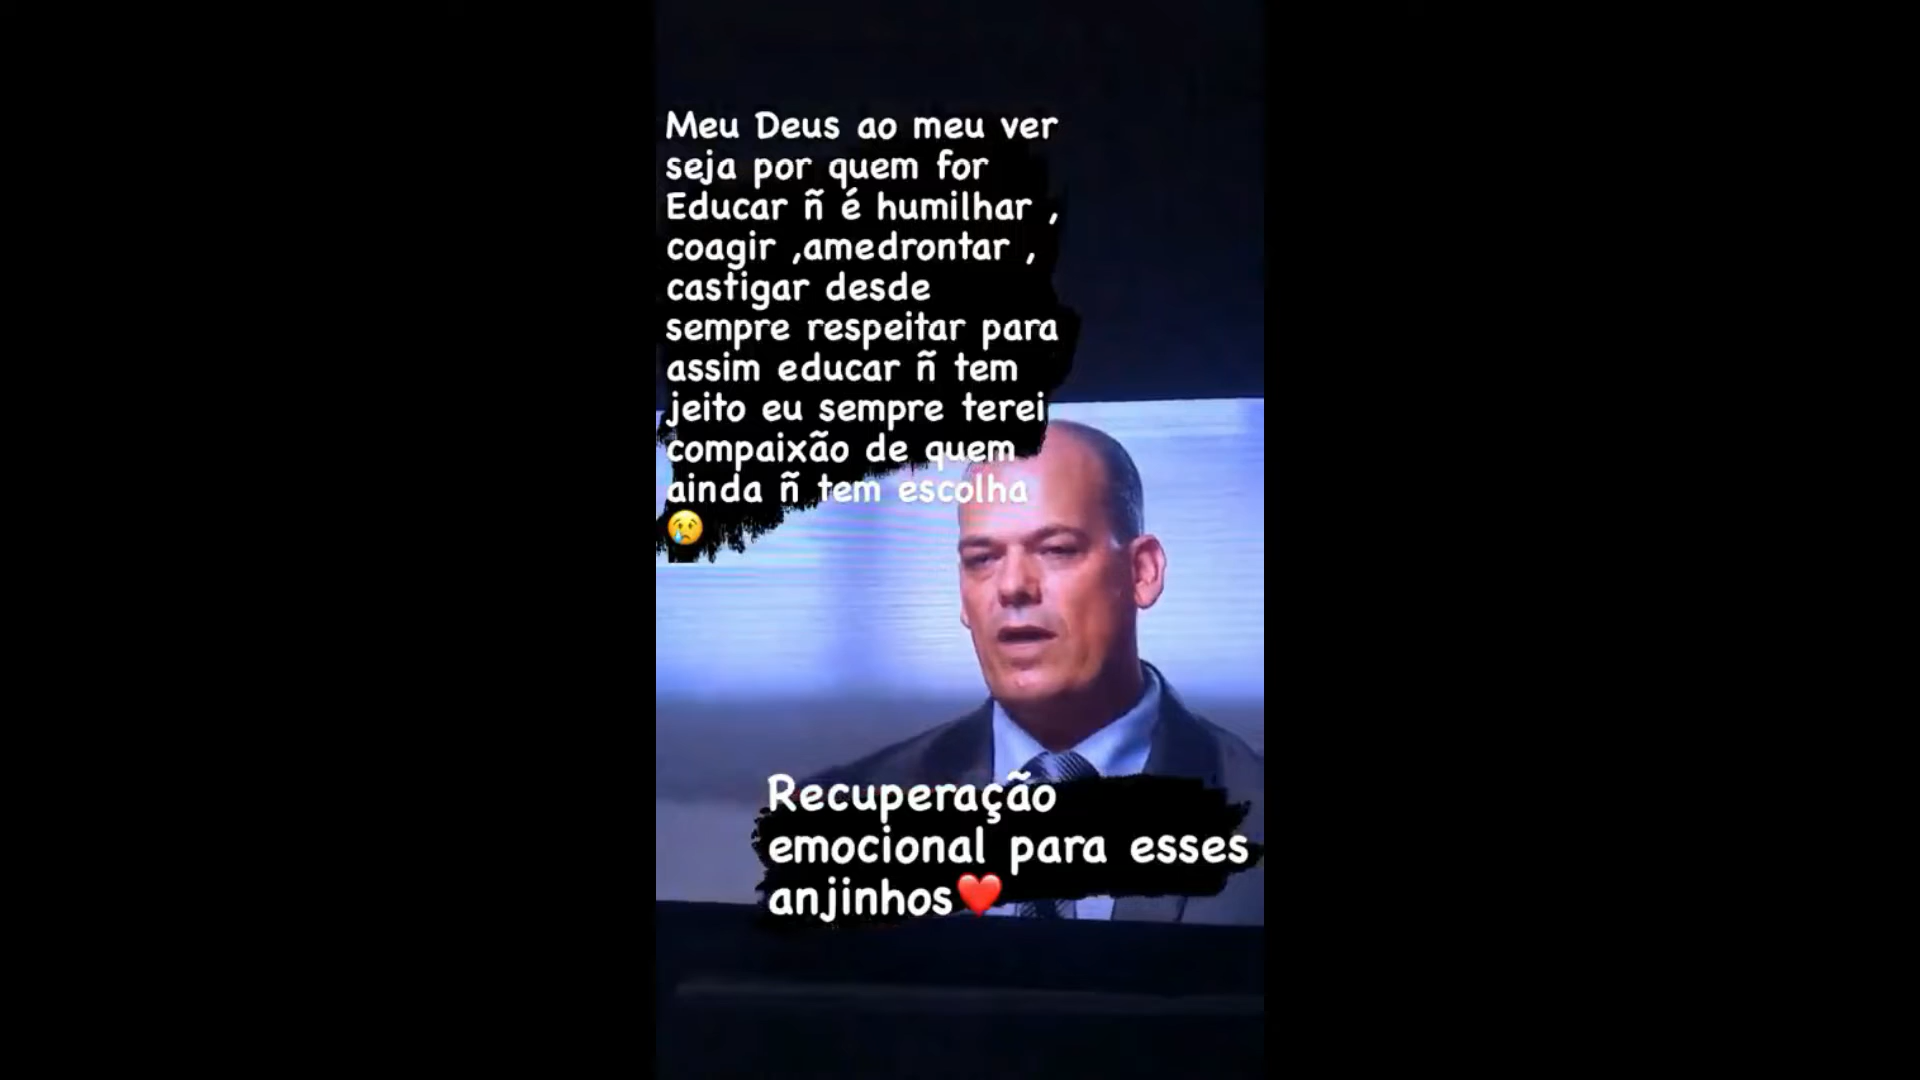 Meu Deus ao meu ver
seja por quem for
Educar ñ é humilhar ,
coagir ,amedrontar ,
castigar desde
sempre respeitar para
assim educar ñ tem
jeito eu sempre terei
compaixão de quem
ainda ñ tem escolha
😢
Recuperação
emocional para esses
anjinhos❤️